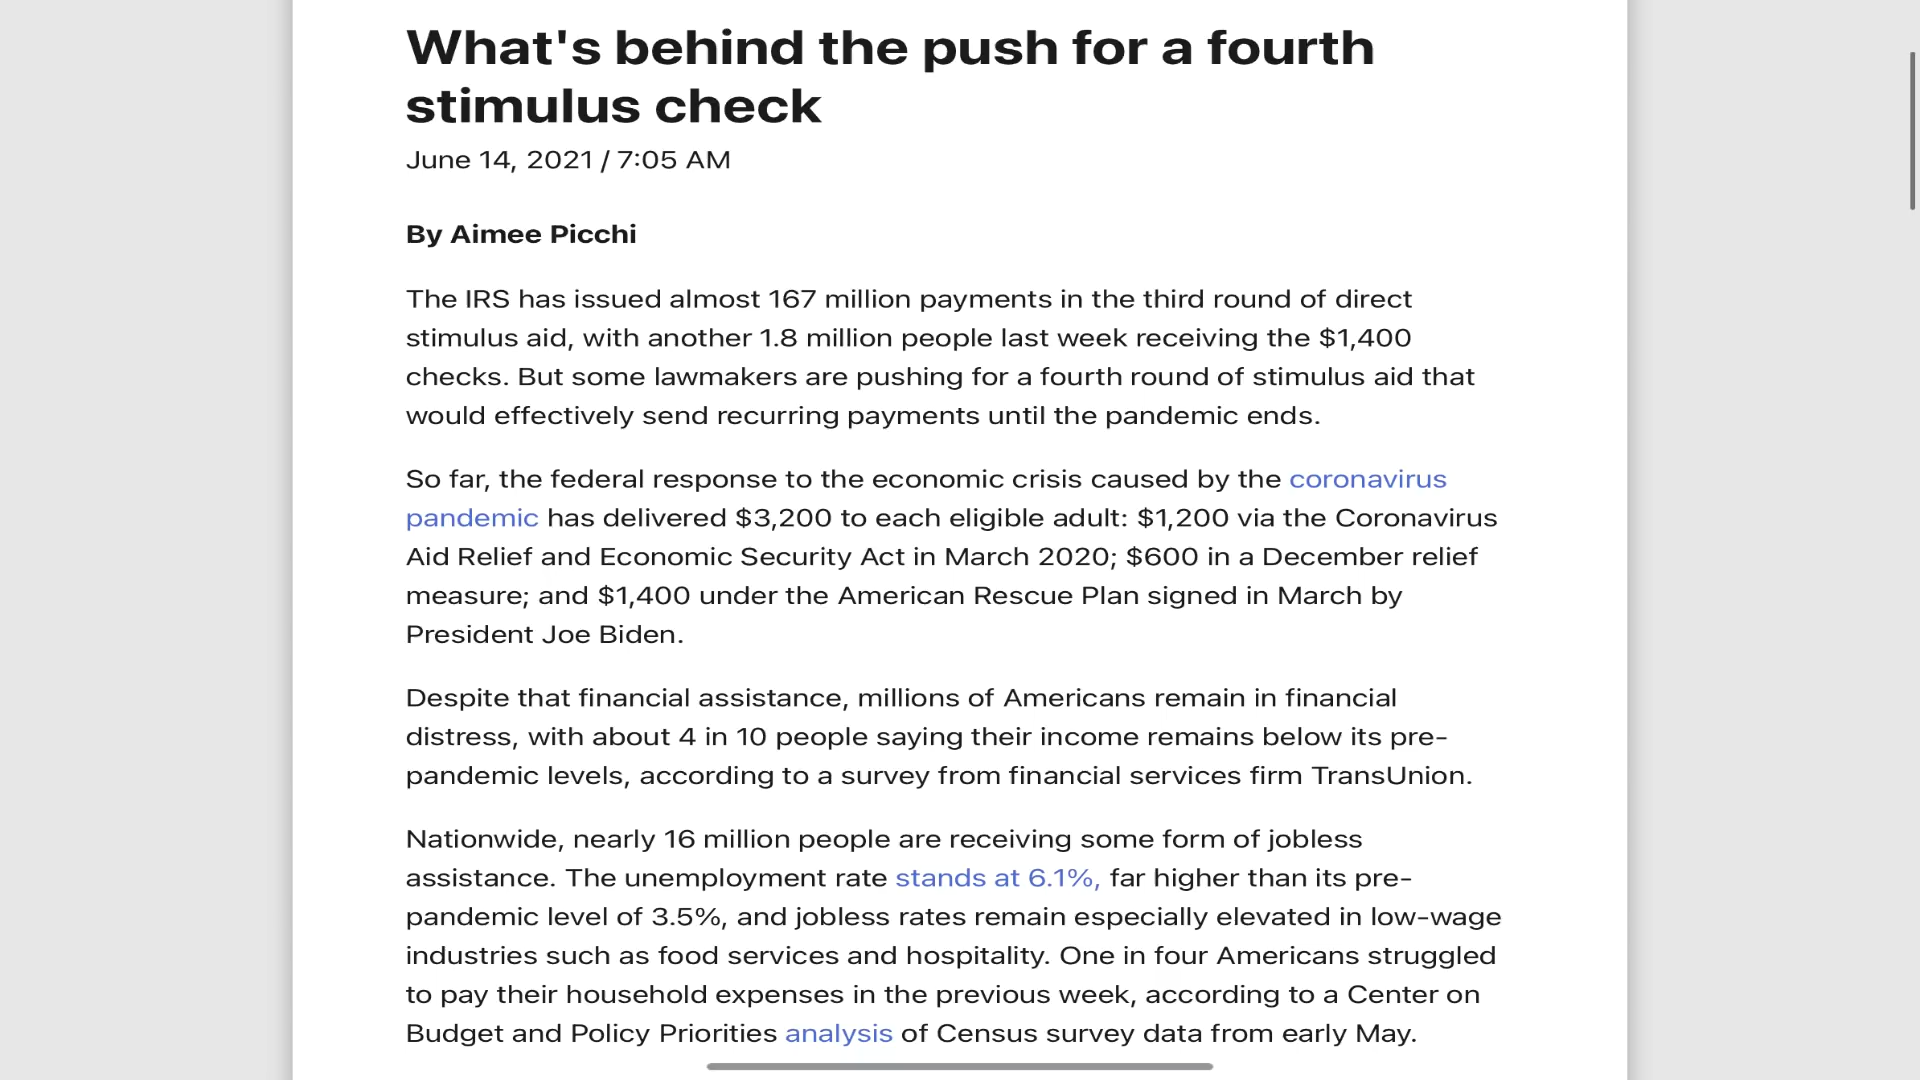 What's behind the push for a fourth
stimulus check
June 14, 2021 / 7:05 AM
By Aimee Picchi
The IRS has issued almost 167 million payments in the third round of direct
stimulus aid, with another 1.8 million people last week receiving the $1,400
checks. But some lawmakers are pushing for a fourth round of stimulus aid that
would effectively send recurring payments until the pandemic ends.
So far, the federal response to the economic crisis caused by the coronavirus
pandemic has delivered $3,200 to each eligible adult: $1,200 via the Coronavirus
Aid Relief and Economic Security Act in March 2020; $600 in a December relief
measure; and $1,400 under the American Rescue Plan signed in March by
President Joe Biden.
Despite that financial assistance, millions of Americans remain in financial
distress, with about 4 in 10 people saying their income remains below its pre-
pandemic levels, according to a survey from financial services firm TransUnion.
Nationwide, nearly 16 million people are receiving some form of jobless
assistance. The unemployment rate stands at 6.1%, far higher than its pre-
pandemic level of 3.5%, and jobless rates remain especially elevated in low-wage
industries such as food services and hospitality. One in four Americans struggled
to pay their household expenses in the previous week, according to a Center on
Budget and Policy Priorities analysis of Census survey data from early May.